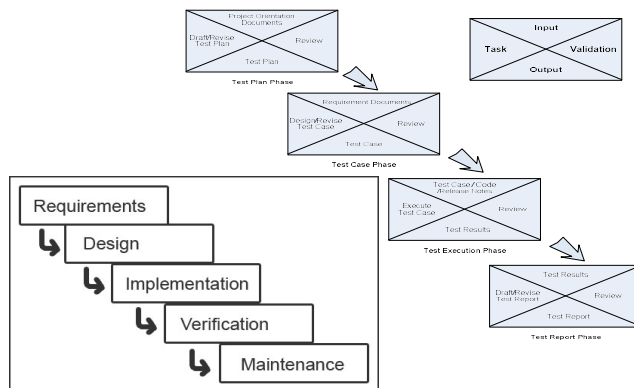 Project Orientation
Documents
Draft/Revise
Test Plan
Review
Test Plan
Test Plan Phase
Input
Task
Validation
Output
Requirement Documents
Design/Revise
Test Case
Review
Test Case
Test Case Phase
Test Case/Code
/Release Notes
Execute
Test Case
Review
Test Results
Test Execution Phase
Test Results
Draft/Revise
Test Report
Review
Test Report
Test Report Phase
Requirements
Design
Implementation
Verification
Maintenance